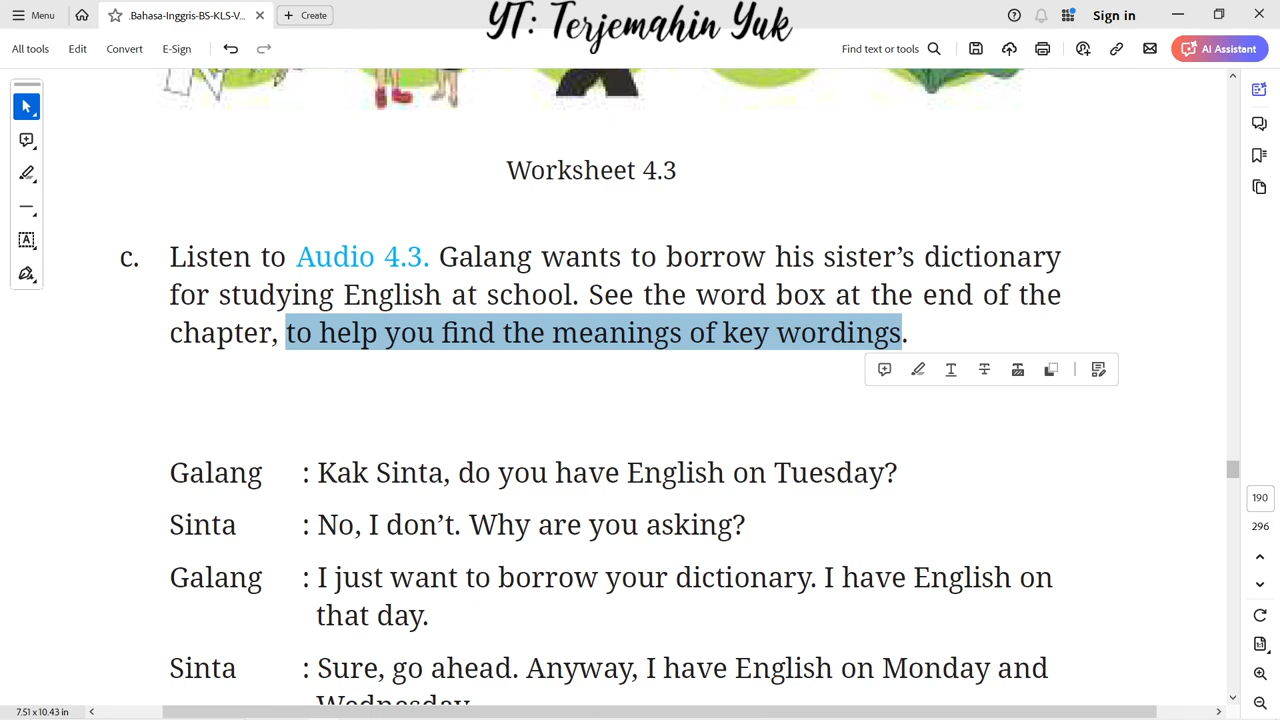 Menu
.Bahasa-Inggris-BS-KLS-V...
Create
YT: Terjemahin Yuk
Sign in
All tools
Edit
Convert
E-Sign
Find text or tools
AI Assistant
Worksheet 4.3
c. Listen to Audio 4.3. Galang wants to borrow his sister’s dictionary
for studying English at school. See the word box at the end of the
chapter, to help you find the meanings of key wordings.
Galang : Kak Sinta, do you have English on Tuesday?
Sinta : No, I don’t. Why are you asking?
Galang : I just want to borrow your dictionary. I have English on
that day.
Sinta : Sure, go ahead. Anyway, I have English on Monday and
Wednesday
190
296
7.51 x 10.43 in